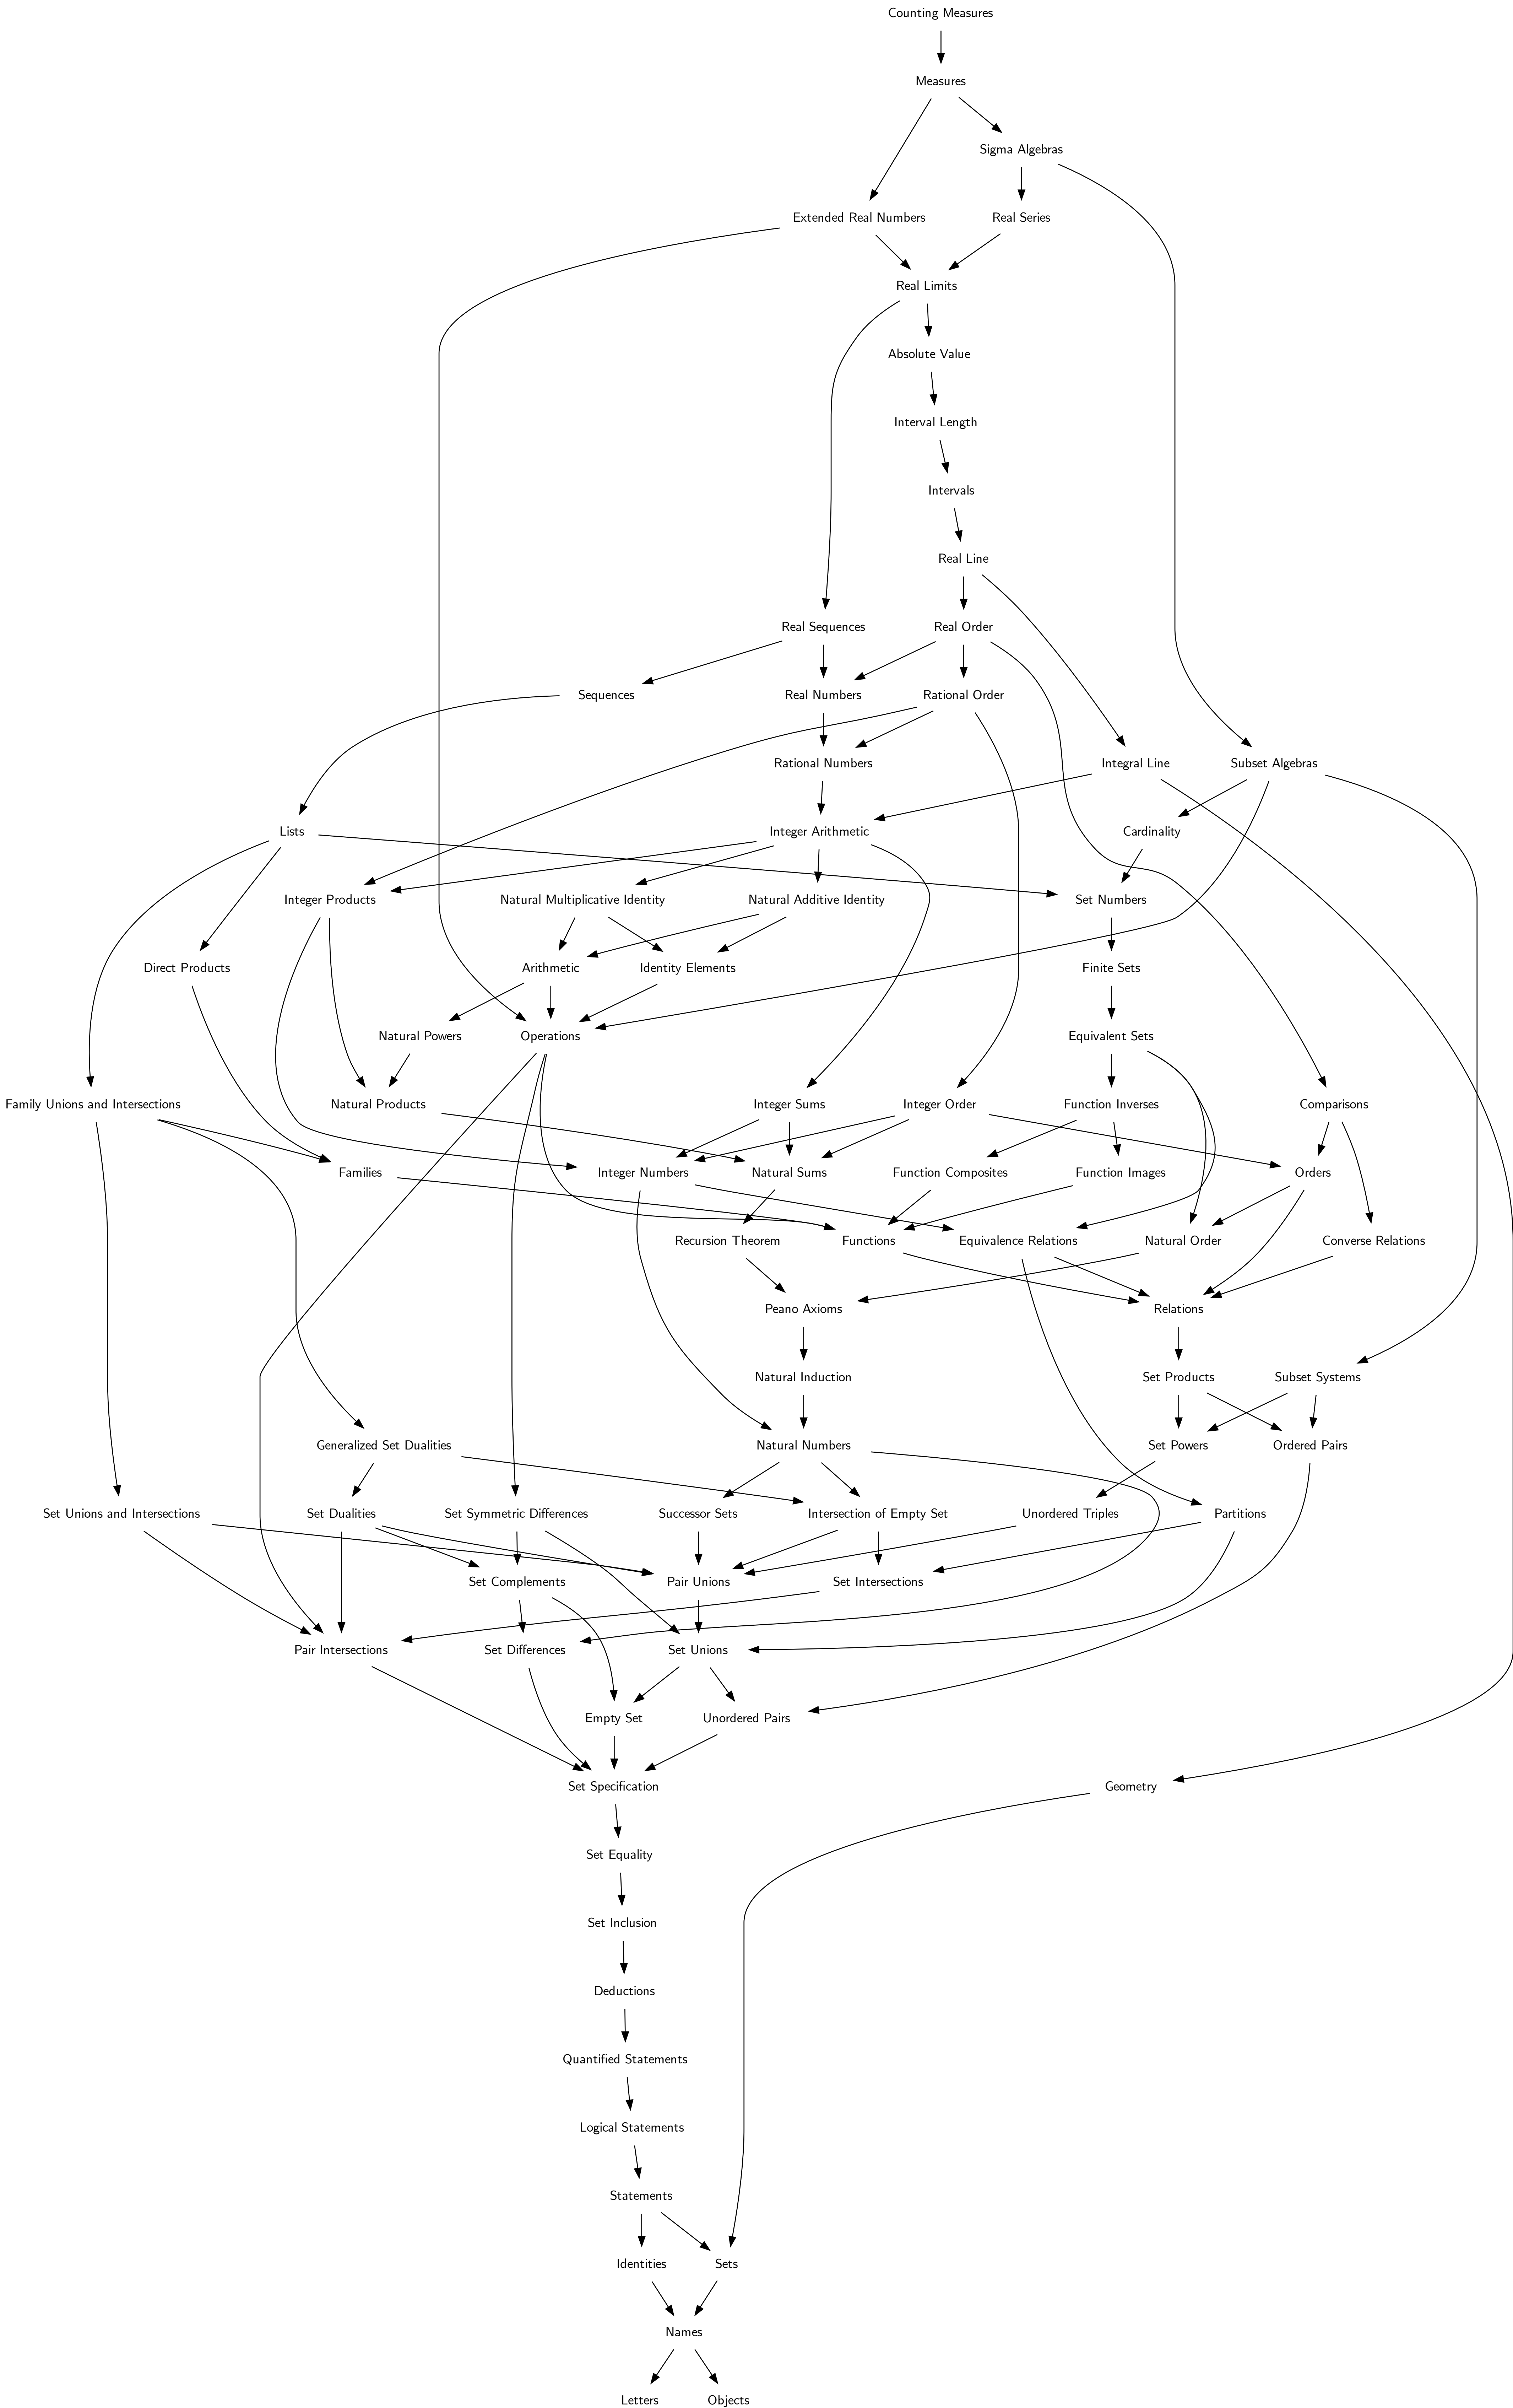 Counting Measures
Measures
Sigma Algebras
Extended Real Numbers
Real Series
Real Limits
Absolute Value
Interval Length
Intervals
Real Line
Real Sequences
Real Order
Sequences
Real Numbers
Rational Order
Rational Numbers
Integral Line
Subset Algebras
Lists
Integer Arithmetic
Cardinality
Integer Products
Natural Multiplicative Identity
Natural Additive Identity
Set Numbers
Direct Products
Arithmetic
Identity Elements
Finite Sets
Natural Powers
Operations
Equivalent Sets
Family Unions and Intersections
Natural Products
Integer Sums
Integer Order
Function Inverses
Comparisons
Families
Integer Numbers
Natural Sums
Function Composites
Function Images
Orders
Recursion Theorem
Functions
Equivalence Relations
Natural Order
Converse Relations
Peano Axioms
Relations
Natural Induction
Set Products
Subset Systems
Generalized Set Dualities
Natural Numbers
Set Powers
Ordered Pairs
Set Unions and Intersections
Set Dualities
Set Symmetric Differences
Successor Sets
Intersection of Empty Set
Unordered Triples
Partitions
Set Complements
Pair Unions
Set Intersections
Pair Intersections
Set Differences
Set Unions
Empty Set
Unordered Pairs
Set Specification
Geometry
Set Equality
Set Inclusion
Deductions
Quantified Statements
Logical Statements
Statements
Identities
Sets
Names
Letters
Objects